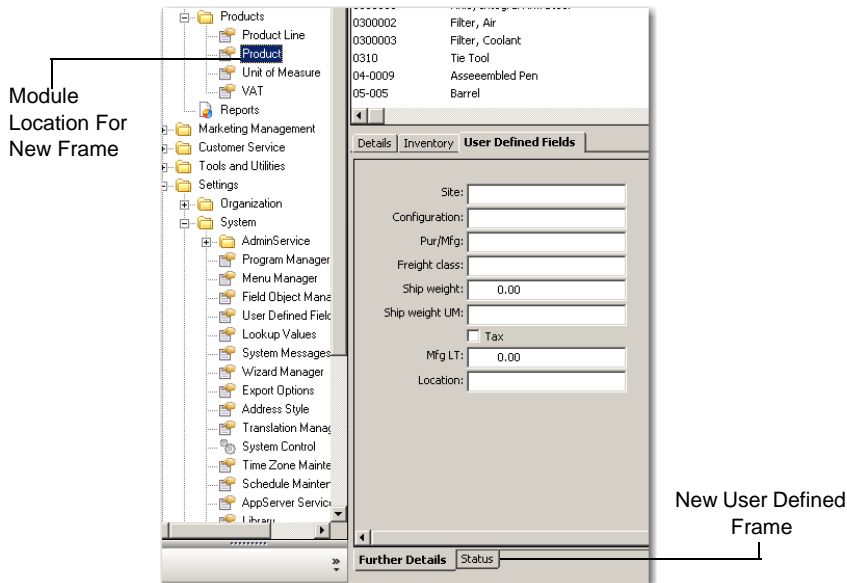 Module
Location For
New Frame
Products
Product Line
Product
Unit of Measure
VAT
Reports
Marketing Management
Customer Service
Tools and Utilities
Settings
Organization
System
AdminService
Program Manager
Menu Manager
Field Object Mana
User Defined Field
Lookup Values
System Messages
Wizard Manager
Export Options
Address Style
Translation Manag
System Control
Time Zone Mainte
Schedule Mainten
AppServer Servic
Library
0300002 Filter, Air
0300003 Filter, Coolant
0310 Tie Tool
04-0009 Asseeembled Pen
05-005 Barrel
Details Inventory User Defined Fields
Site:
Configuration:
Pur/Mfg:
Freight class:
Ship weight: 0.00
Ship weight UM:
Tax
Mfg LT: 0.00
Location:
Further Details Status
New User Defined
Frame